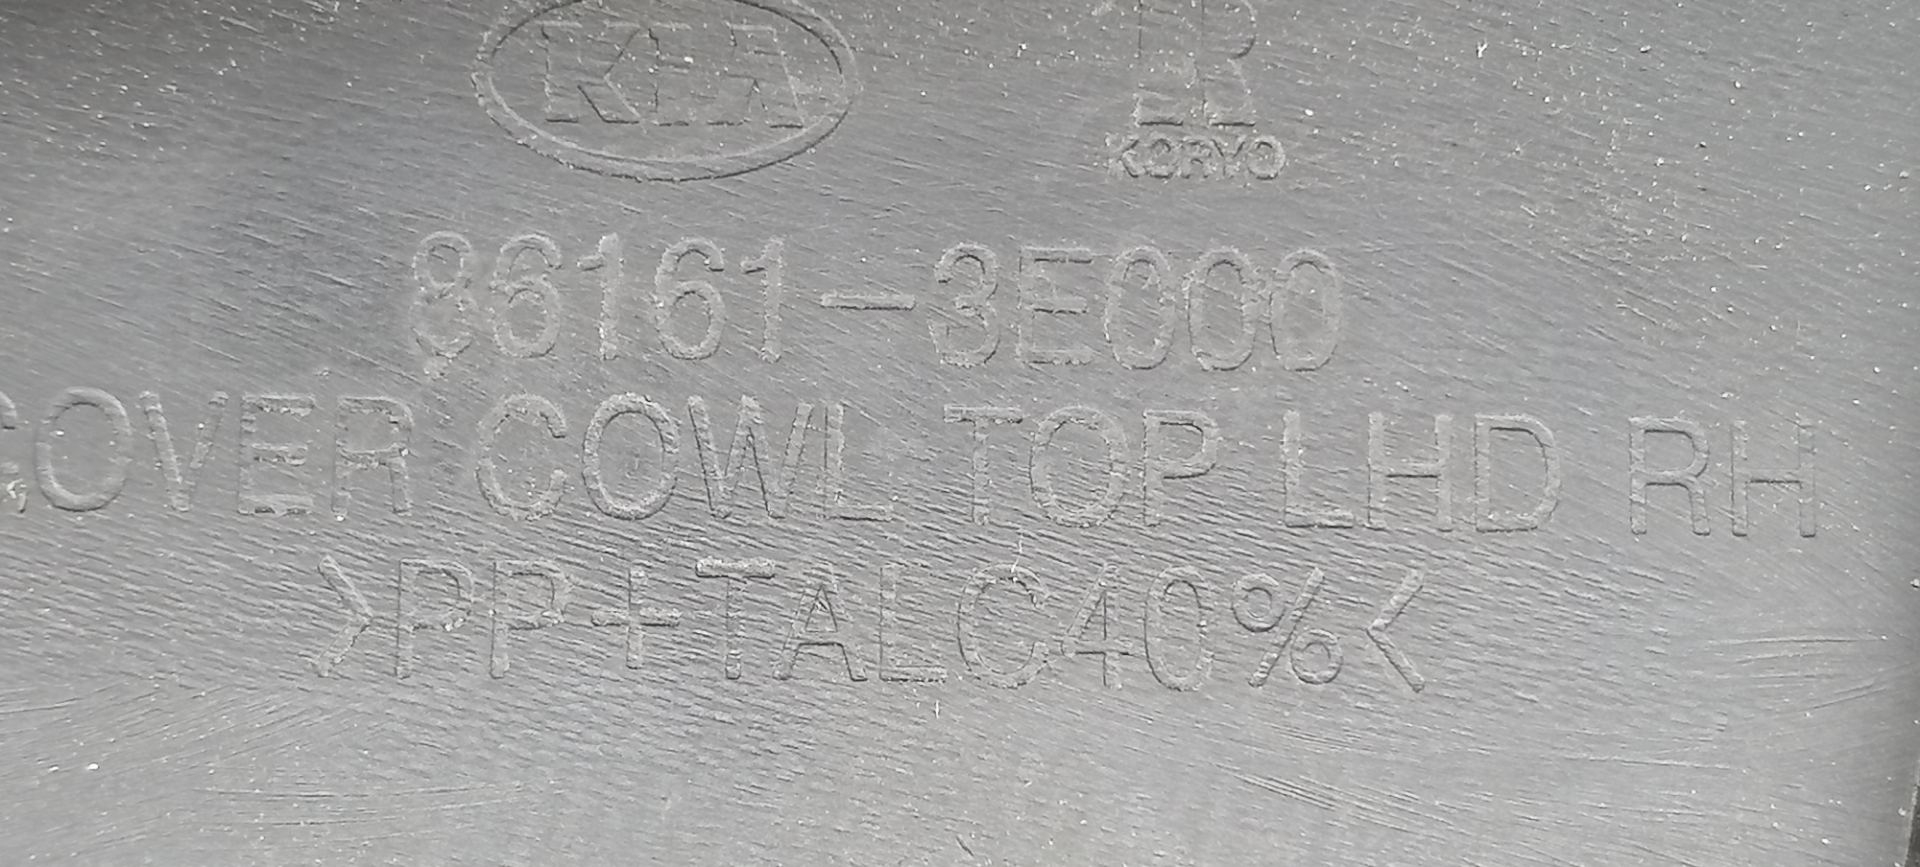 KIA
KORYO
86161-3E000
COVER COWL TOP LHD RH
>PP+TALC40%<